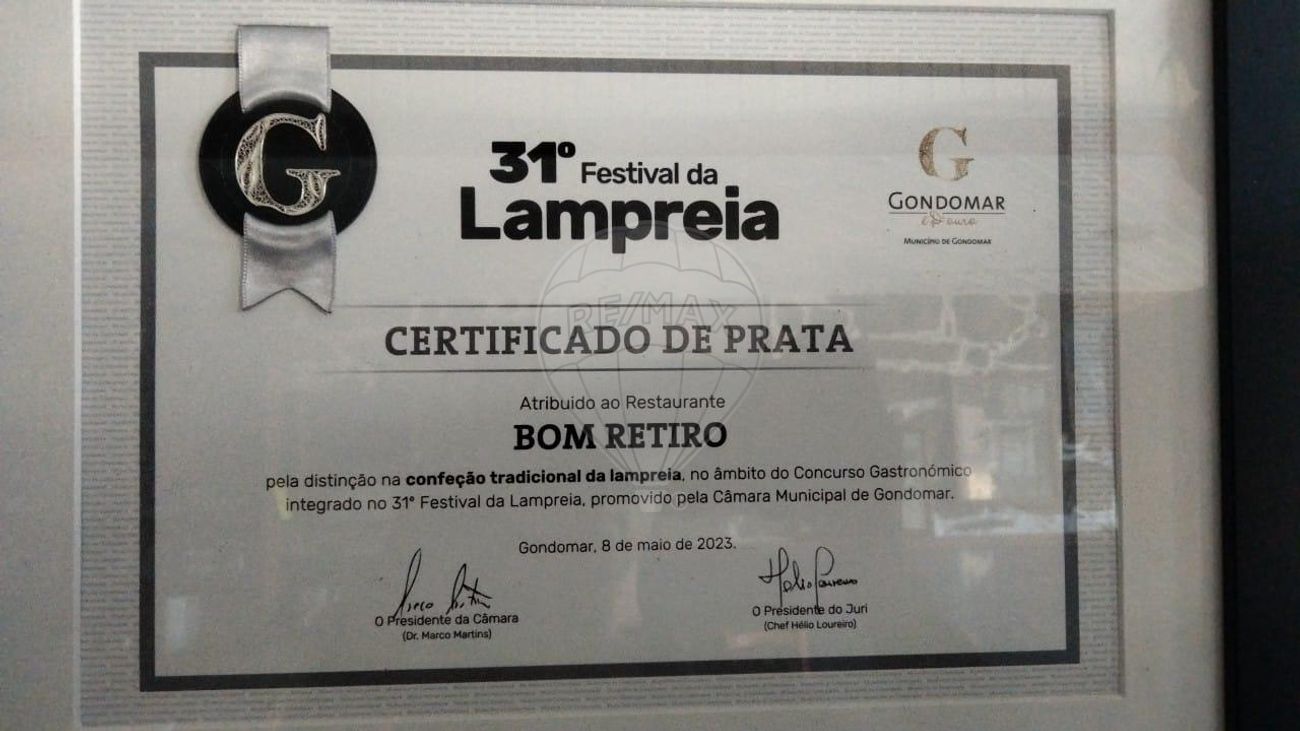 G
31º Festival da
Lampreia
G
GONDOMAR
é D'ouro
MUNICÍPIO DE GONDOMAR
RE/MAX
CERTIFICADO DE PRATA
Atribuido ao Restaurante
BOM RETIRO
pela distinção na confeção tradicional da lampreia, no âmbito do Concurso Gastronómico
integrado no 31º Festival da Lampreia, promovido pela Câmara Municipal de Gondomar.
Gondomar, 8 de maio de 2023.
O Presidente da Câmara
(Dr. Marco Martins)
O Presidente do Juri
(Chef Hélio Loureiro)